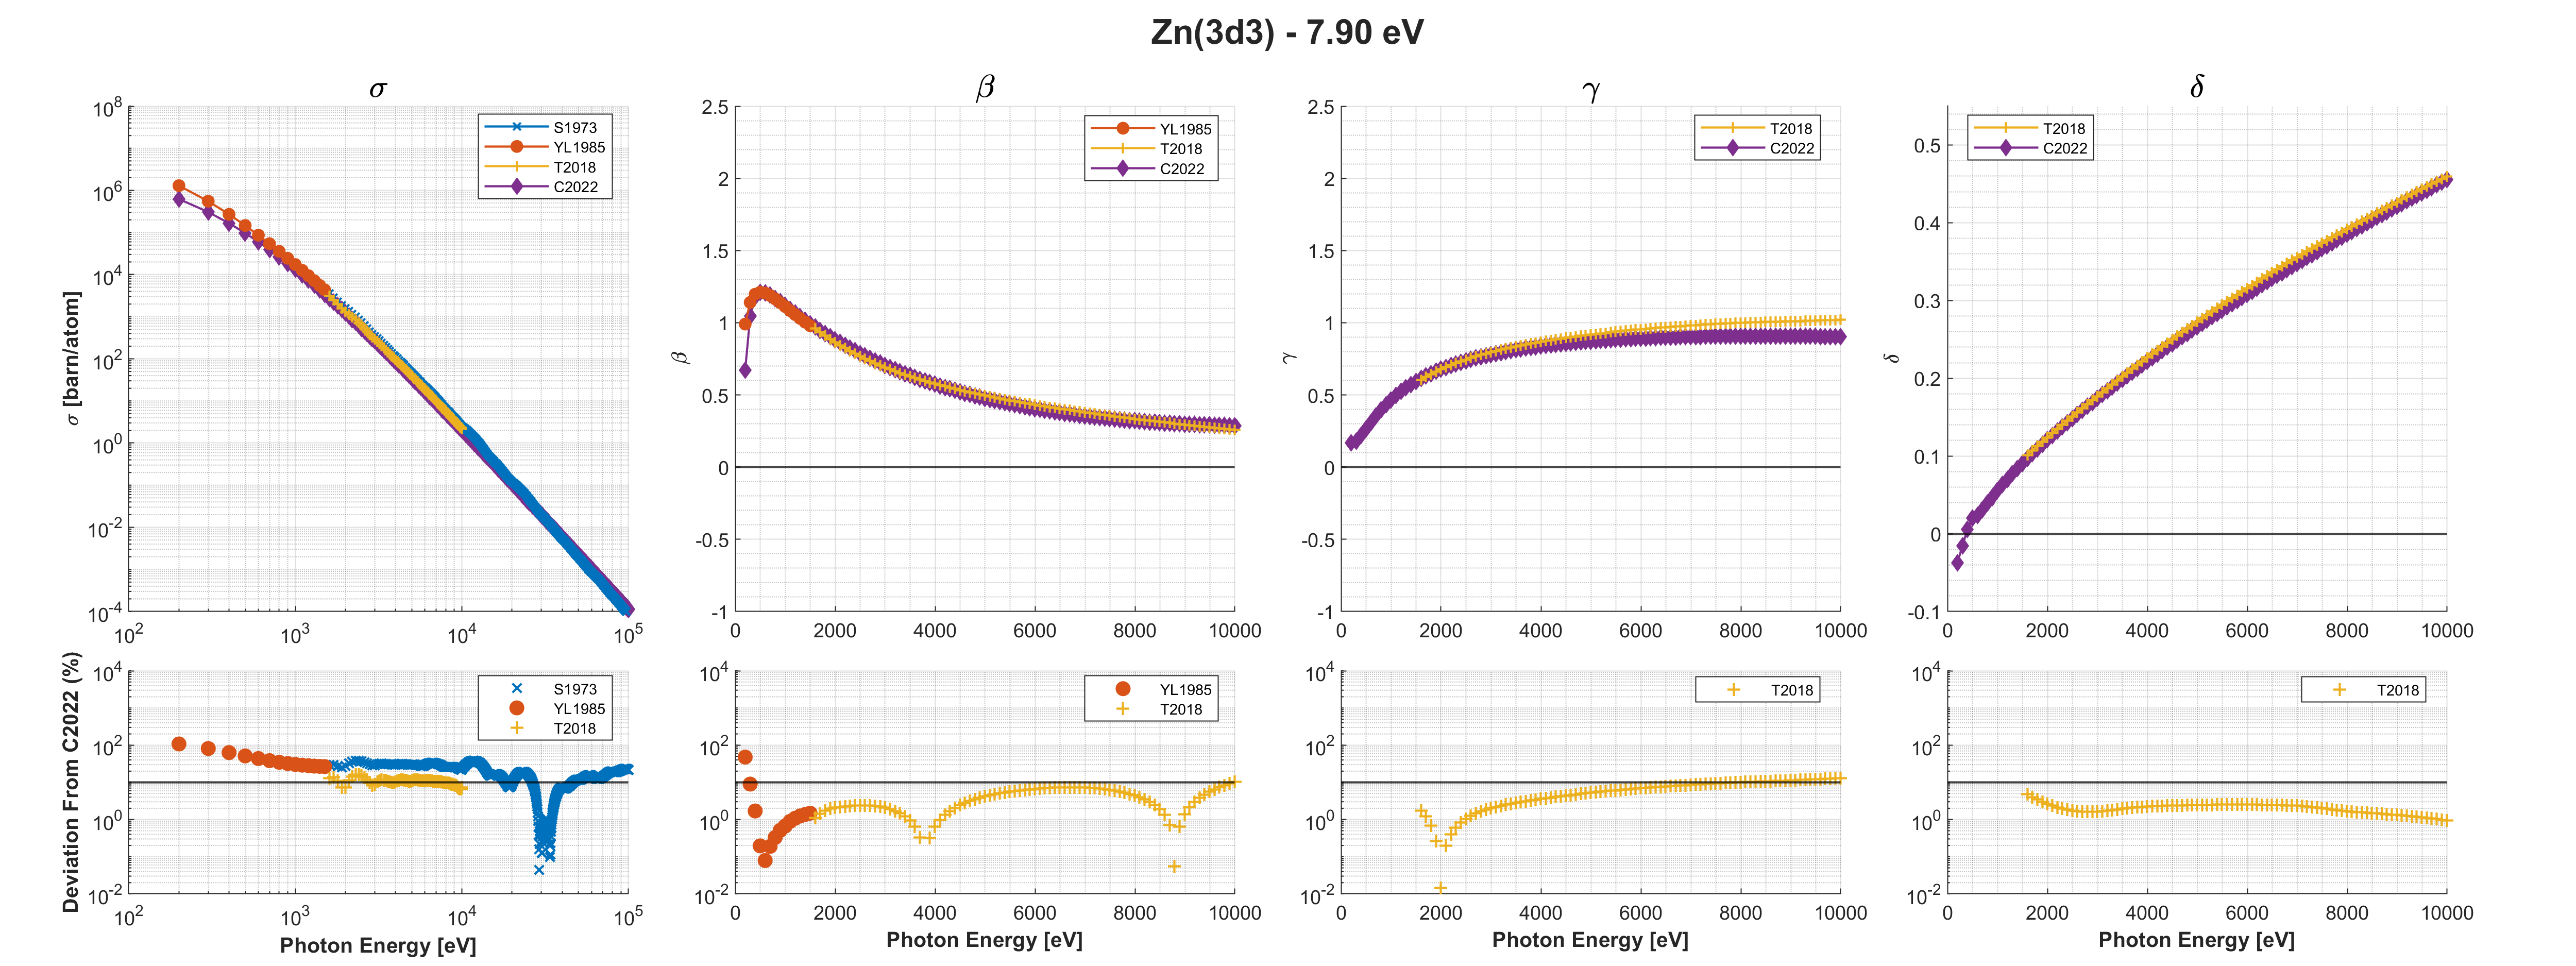 Zn(3d3) - 7.90 eV
σ
10^8
10^6
10^4
10^2
10^0
10^-2
10^-4
10^2
10^3
10^4
10^5
σ [barn/atom]
S1973
YL1985
T2018
C2022
β
2.5
2
1.5
1
0.5
0
-0.5
-1
0
2000
4000
6000
8000
10000
β
YL1985
T2018
C2022
γ
2.5
2
1.5
1
0.5
0
-0.5
-1
0
2000
4000
6000
8000
10000
γ
T2018
C2022
δ
0.5
0.4
0.3
0.2
0.1
0
-0.1
0
2000
4000
6000
8000
10000
δ
T2018
C2022
Deviation From C2022 (%)
10^4
10^2
10^0
10^-2
10^2
10^3
10^4
10^5
Photon Energy [eV]
S1973
YL1985
T2018
10^4
10^2
10^0
10^-2
0
2000
4000
6000
8000
10000
Photon Energy [eV]
YL1985
T2018
10^4
10^2
10^0
10^-2
0
2000
4000
6000
8000
10000
Photon Energy [eV]
T2018
10^4
10^2
10^0
10^-2
0
2000
4000
6000
8000
10000
Photon Energy [eV]
T2018